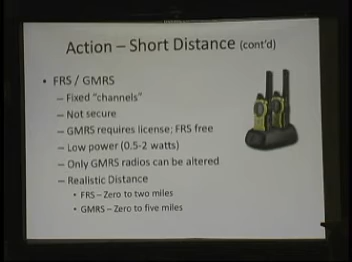 Action – Short Distance (cont'd)
• FRS / GMRS
– Fixed "channels"
– Not secure
– GMRS requires license; FRS free
– Low power (0.5-2 watts)
– Only GMRS radios can be altered
– Realistic Distance
• FRS – Zero to two miles
• GMRS – Zero to five miles